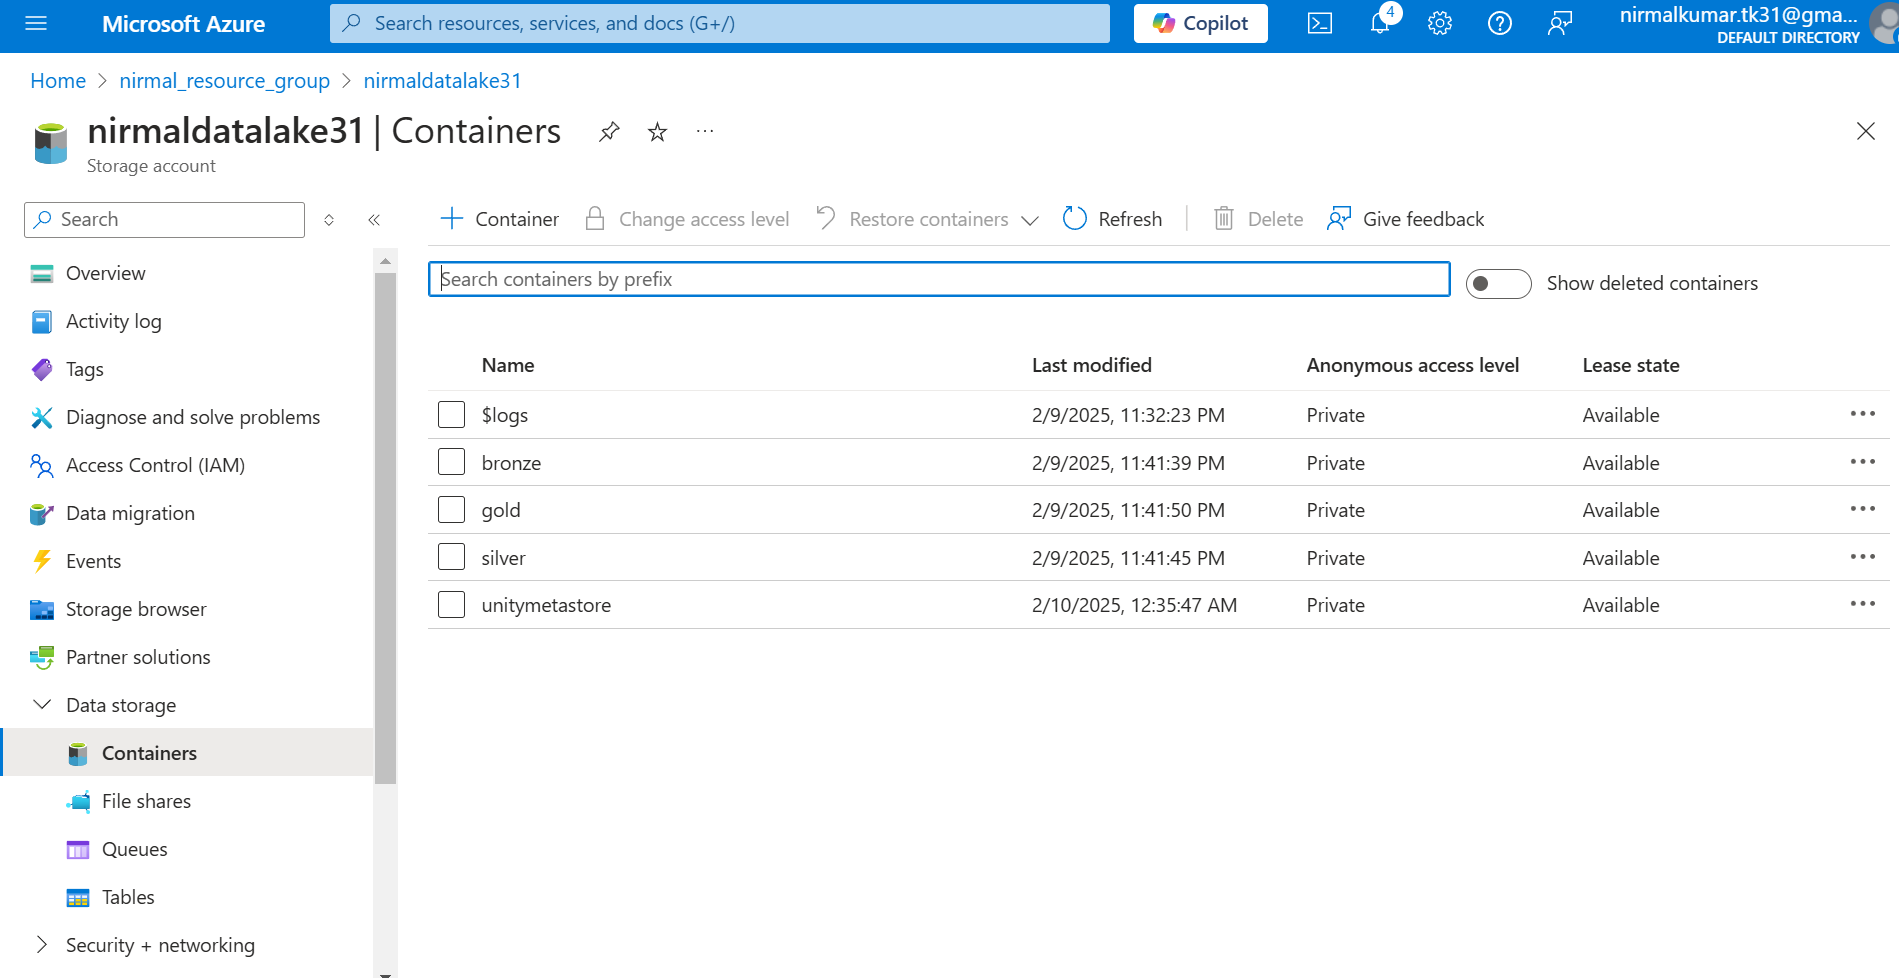 Microsoft Azure
Search resources, services, and docs (G+/)
Copilot
4
nirmalkumar.tk31@gma...
DEFAULT DIRECTORY
Home > nirmal_resource_group > nirmaldatalake31
nirmaldatalake31 | Containers
Storage account
Search
Container
Change access level
Restore containers
Refresh
Delete
Give feedback
Search containers by prefix
Show deleted containers
Overview
Activity log
Tags
Diagnose and solve problems
Access Control (IAM)
Data migration
Events
Storage browser
Partner solutions
Data storage
Containers
File shares
Queues
Tables
Security + networking
Name Last modified Anonymous access level Lease state
$logs 2/9/2025, 11:32:23 PM Private Available
bronze 2/9/2025, 11:41:39 PM Private Available
gold 2/9/2025, 11:41:50 PM Private Available
silver 2/9/2025, 11:41:45 PM Private Available
unitymetastore 2/10/2025, 12:35:47 AM Private Available